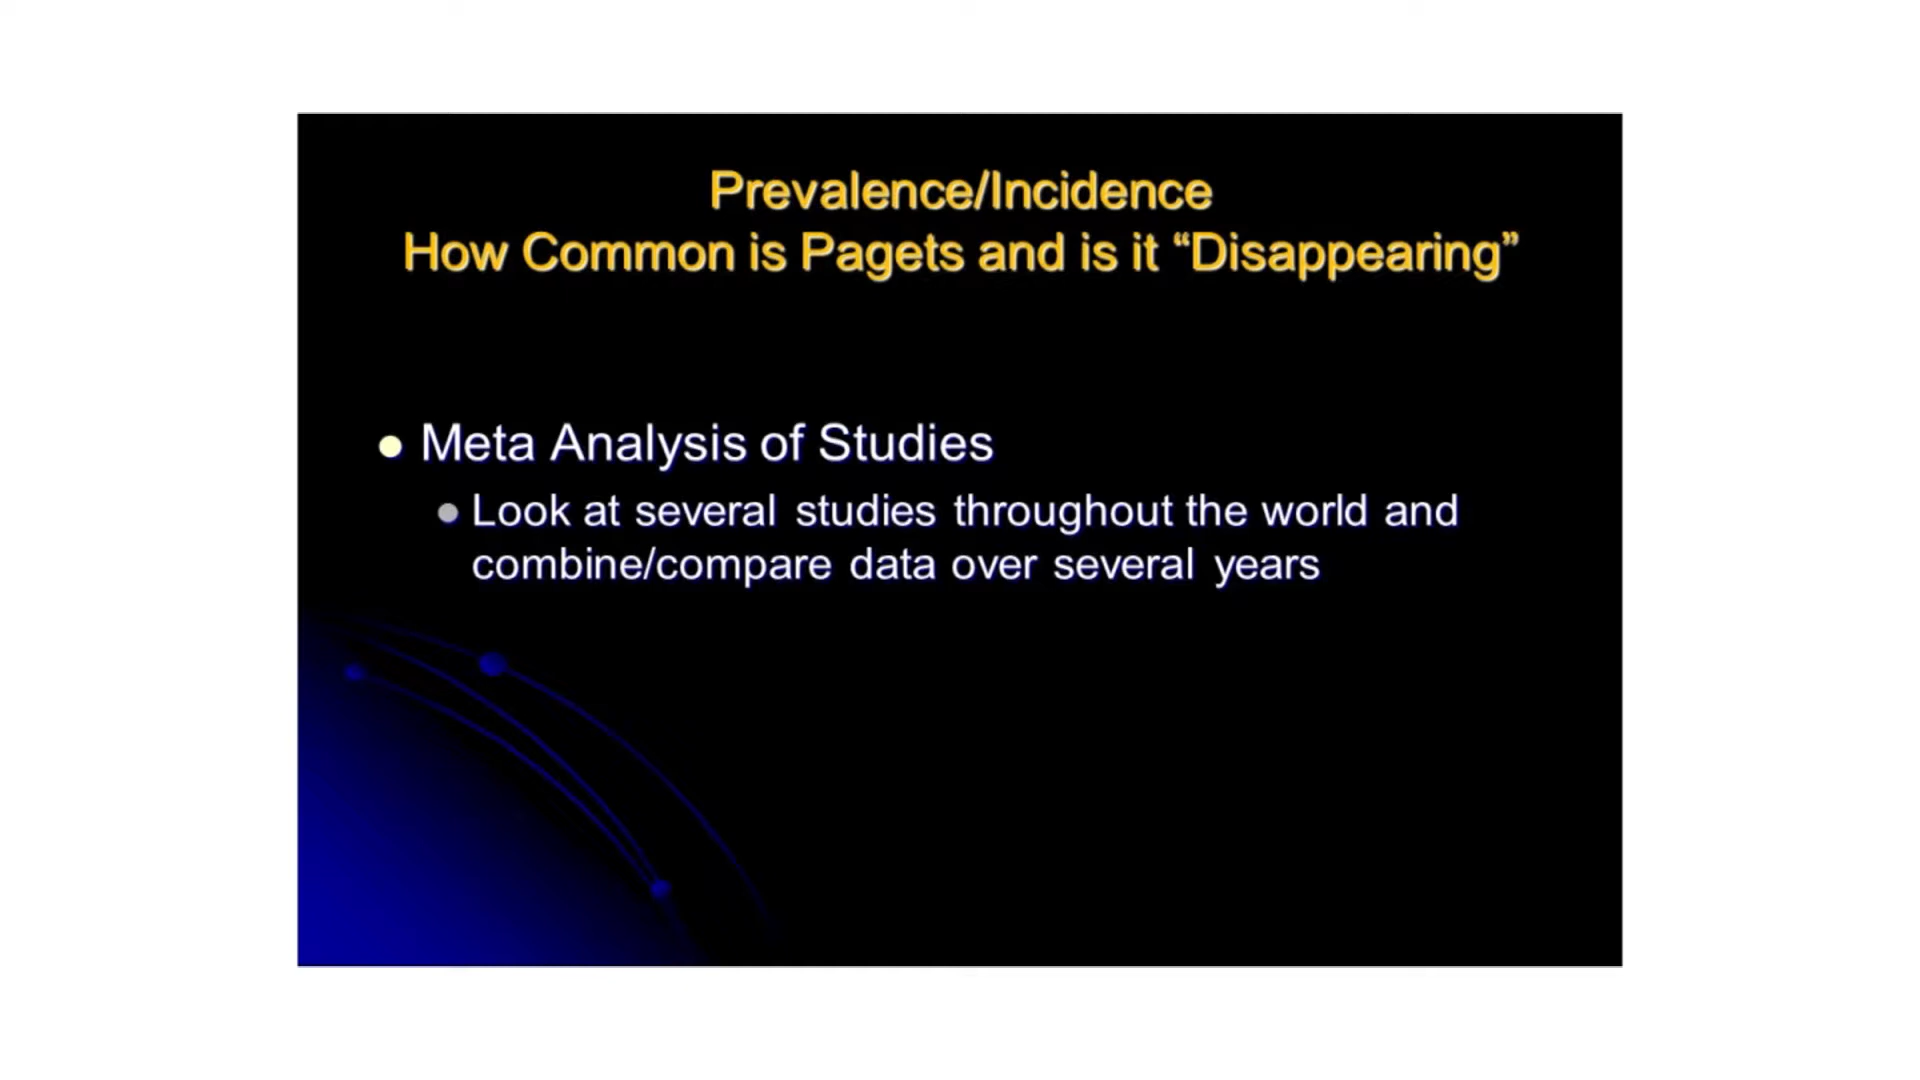 Prevalence/Incidence
How Common is Pagets and is it “Disappearing”
Meta Analysis of Studies
Look at several studies throughout the world and
combine/compare data over several years